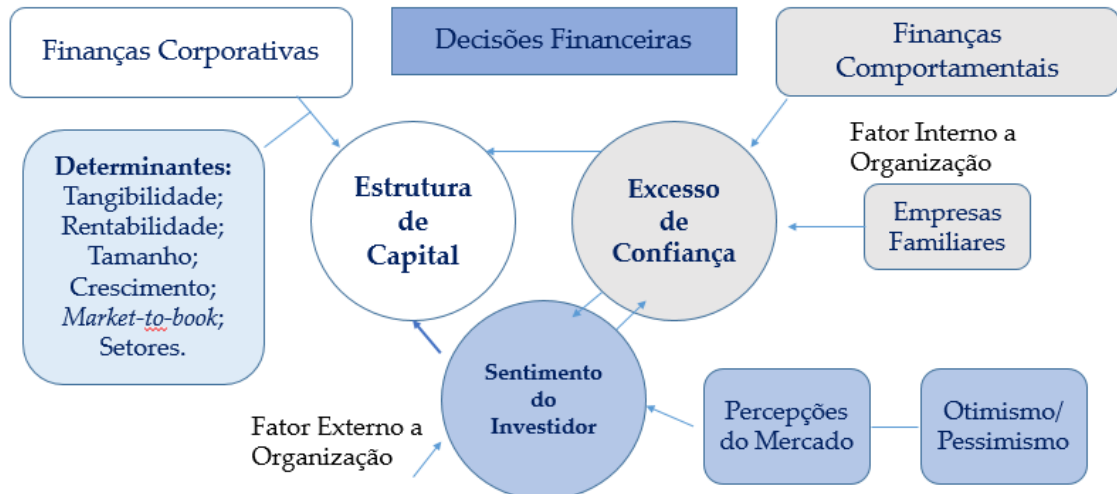 Finanças Corporativas
Decisões Financeiras
Finanças
Comportamentais
Determinantes:
Tangibilidade;
Rentabilidade;
Tamanho;
Crescimento;
Market-to-book;
Setores.
Estrutura
de
Capital
Excesso
de
Confiança
Fator Interno a
Organização
Empresas
Familiares
Sentimento
do
Investidor
Fator Externo a
Organização
Percepções
do Mercado
Otimismo/
Pessimismo